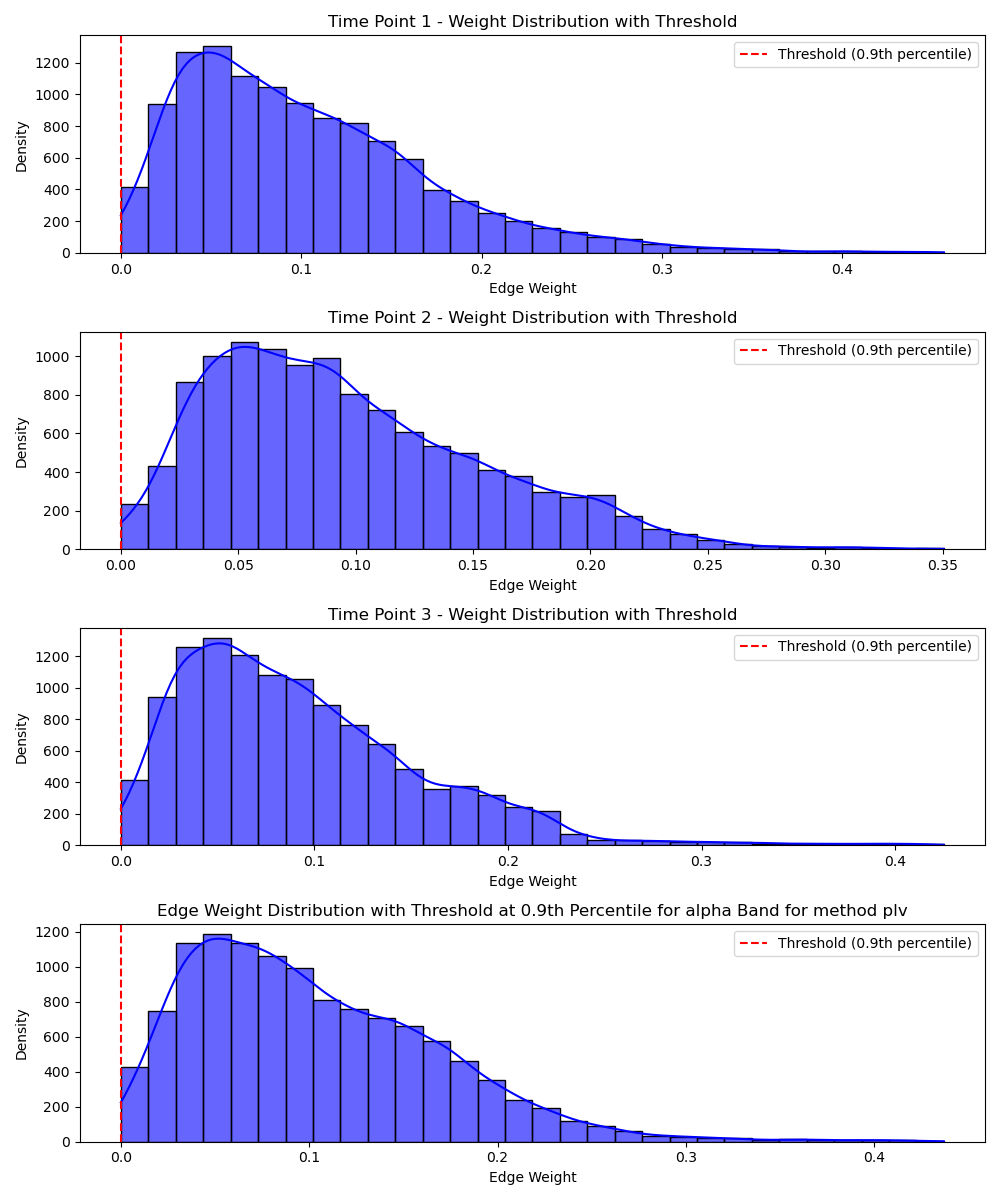 Time Point 1 - Weight Distribution with Threshold
Threshold (0.9th percentile)
Density
1200
1000
800
600
400
200
0
0.0 0.1 0.2 0.3 0.4
Edge Weight
Time Point 2 - Weight Distribution with Threshold
Threshold (0.9th percentile)
Density
1000
800
600
400
200
0
0.00 0.05 0.10 0.15 0.20 0.25 0.30 0.35
Edge Weight
Time Point 3 - Weight Distribution with Threshold
Threshold (0.9th percentile)
Density
1200
1000
800
600
400
200
0
0.0 0.1 0.2 0.3 0.4
Edge Weight
Edge Weight Distribution with Threshold at 0.9th Percentile for alpha Band for method plv
Threshold (0.9th percentile)
Density
1200
1000
800
600
400
200
0
0.0 0.1 0.2 0.3 0.4
Edge Weight